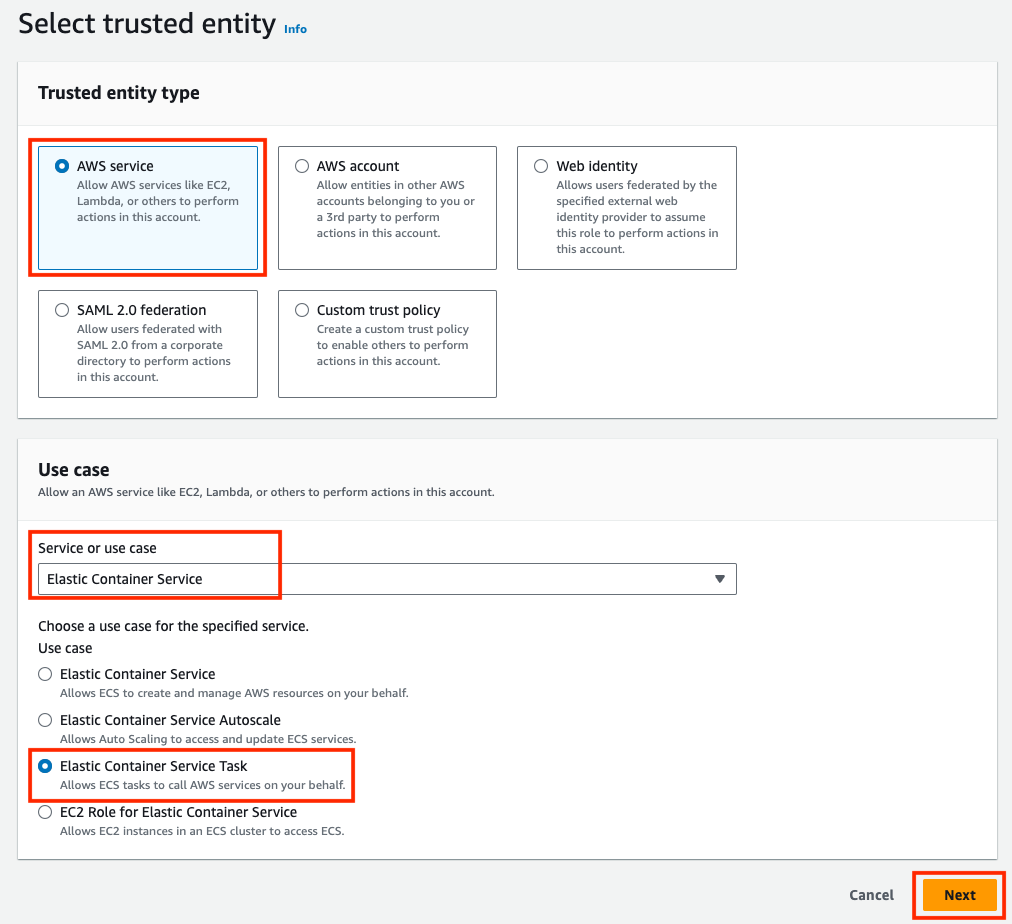 Select trusted entity Info
Trusted entity type
AWS service
Allow AWS services like EC2,
Lambda, or others to perform
actions in this account.
AWS account
Allow entities in other AWS
accounts belonging to you or
a 3rd party to perform
actions in this account.
Web identity
Allows users federated by the
specified external web
identity provider to assume
this role to perform actions in
this account.
SAML 2.0 federation
Allow users federated with
SAML 2.0 from a corporate
directory to perform actions
in this account.
Custom trust policy
Create a custom trust policy
to enable others to perform
actions in this account.
Use case
Allow an AWS service like EC2, Lambda, or others to perform actions in this account.
Service or use case
Elastic Container Service
Choose a use case for the specified service.
Use case
Elastic Container Service
Allows ECS to create and manage AWS resources on your behalf.
Elastic Container Service Autoscale
Allows Auto Scaling to access and update ECS services.
Elastic Container Service Task
Allows ECS tasks to call AWS services on your behalf.
EC2 Role for Elastic Container Service
Allows EC2 instances in an ECS cluster to access ECS.
Cancel
Next